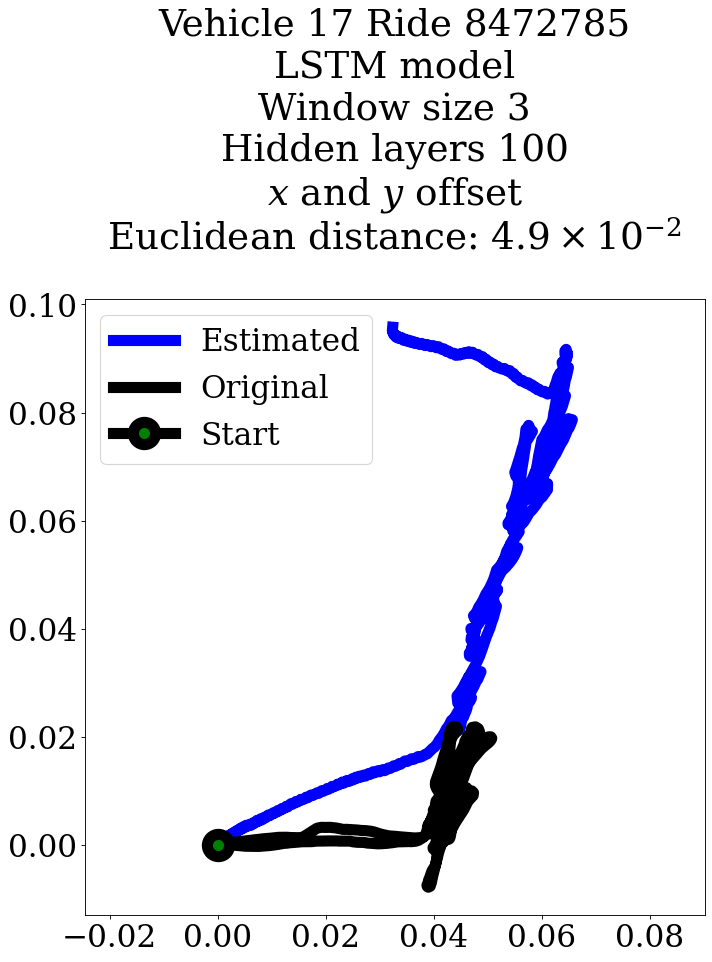 Vehicle 17 Ride 8472785
LSTM model
Window size 3
Hidden layers 100
x and y offset
Euclidean distance: 4.9 × 10⁻²
Estimated
Original
Start
0.10
0.08
0.06
0.04
0.02
0.00
−0.02 0.00 0.02 0.04 0.06 0.08